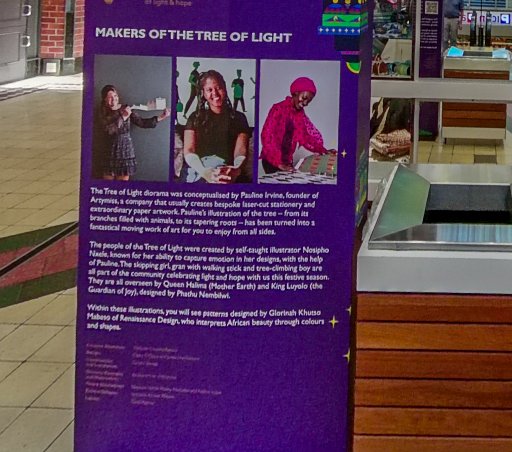 of light & hope
MAKERS OF THE TREE OF LIGHT
The Tree of Light diorama was conceptualised by Pauline Irvine, founder of
Artymiss, a company that usually creates bespoke laser-cut stationery and
extraordinary paper artwork. Pauline's illustration of the tree – from its
branches filled with animals, to its tapering roots – has been turned into a
fantastical moving work of art for you to enjoy from all sides.
The people of the Tree of Light were created by self-taught illustrator Nosipho
Nxele, known for her ability to capture emotion in her designs, with the help
of Pauline. The skipping girl, gran with walking stick and tree-climbing boy are
all part of the community celebrating light and hope with us this festive season.
They are all overseen by Queen Halima (Mother Earth) and King Luyolo (the
Guardian of Joy), designed by Phathu Nembilwi.
Within these illustrations, you will see patterns designed by Glorinah Khutso
Mabaso of Renaissance Design, who interprets African beauty through colours
and shapes.